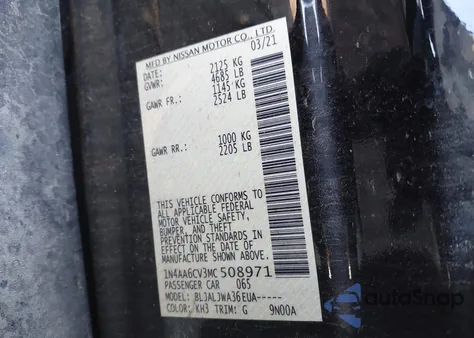 MFD BY NISSAN MOTOR CO., LTD.
DATE: 03/21
GVWR: 2125 KG
4685 LB
GAWR FR.: 1145 KG
2524 LB
GAWR RR.: 1000 KG
2205 LB
THIS VEHICLE CONFORMS TO
ALL APPLICABLE FEDERAL
MOTOR VEHICLE SAFETY,
BUMPER, AND THEFT
PREVENTION STANDARDS IN
EFFECT ON THE DATE OF
MANUFACTURE SHOWN ABOVE.
1N4AA6CV3MC508971
PASSENGER CAR 065
MODEL: BLJALJWA36EUA-----
COLOR: KH3 TRIM: G 9N00A
autoSnap